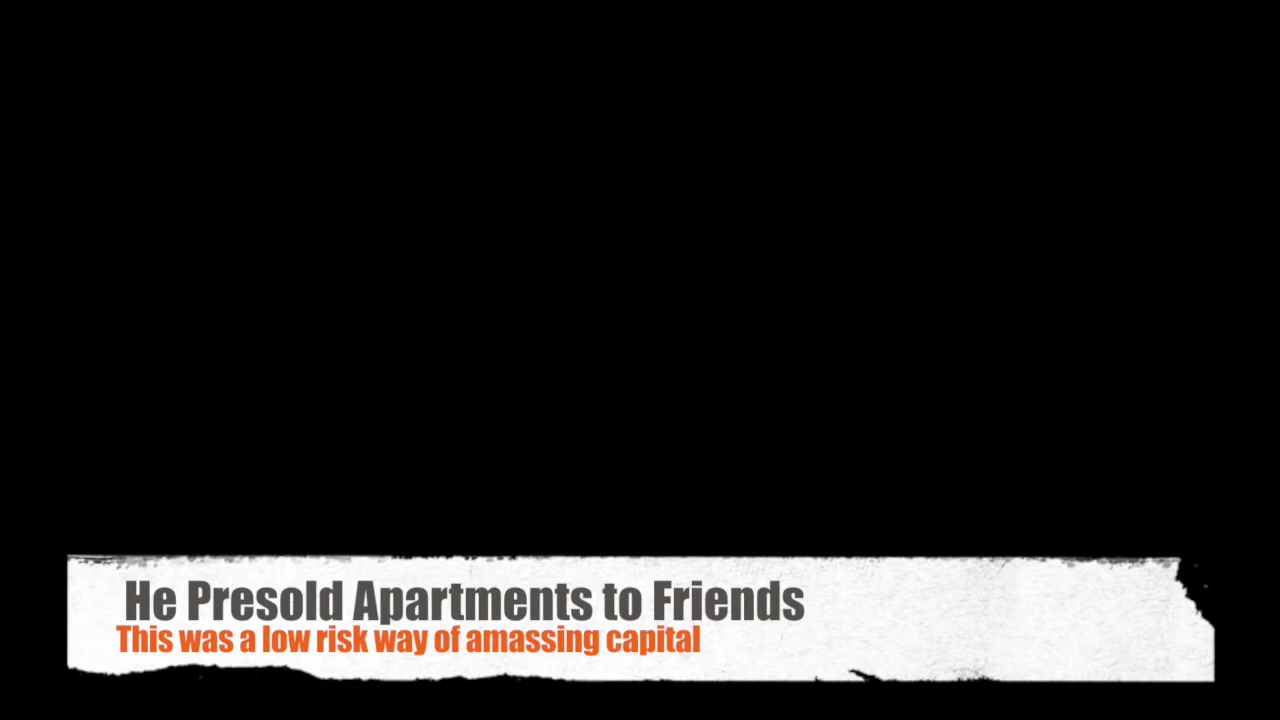 He Presold Apartments to Friends
This was a low risk way of amassing capital